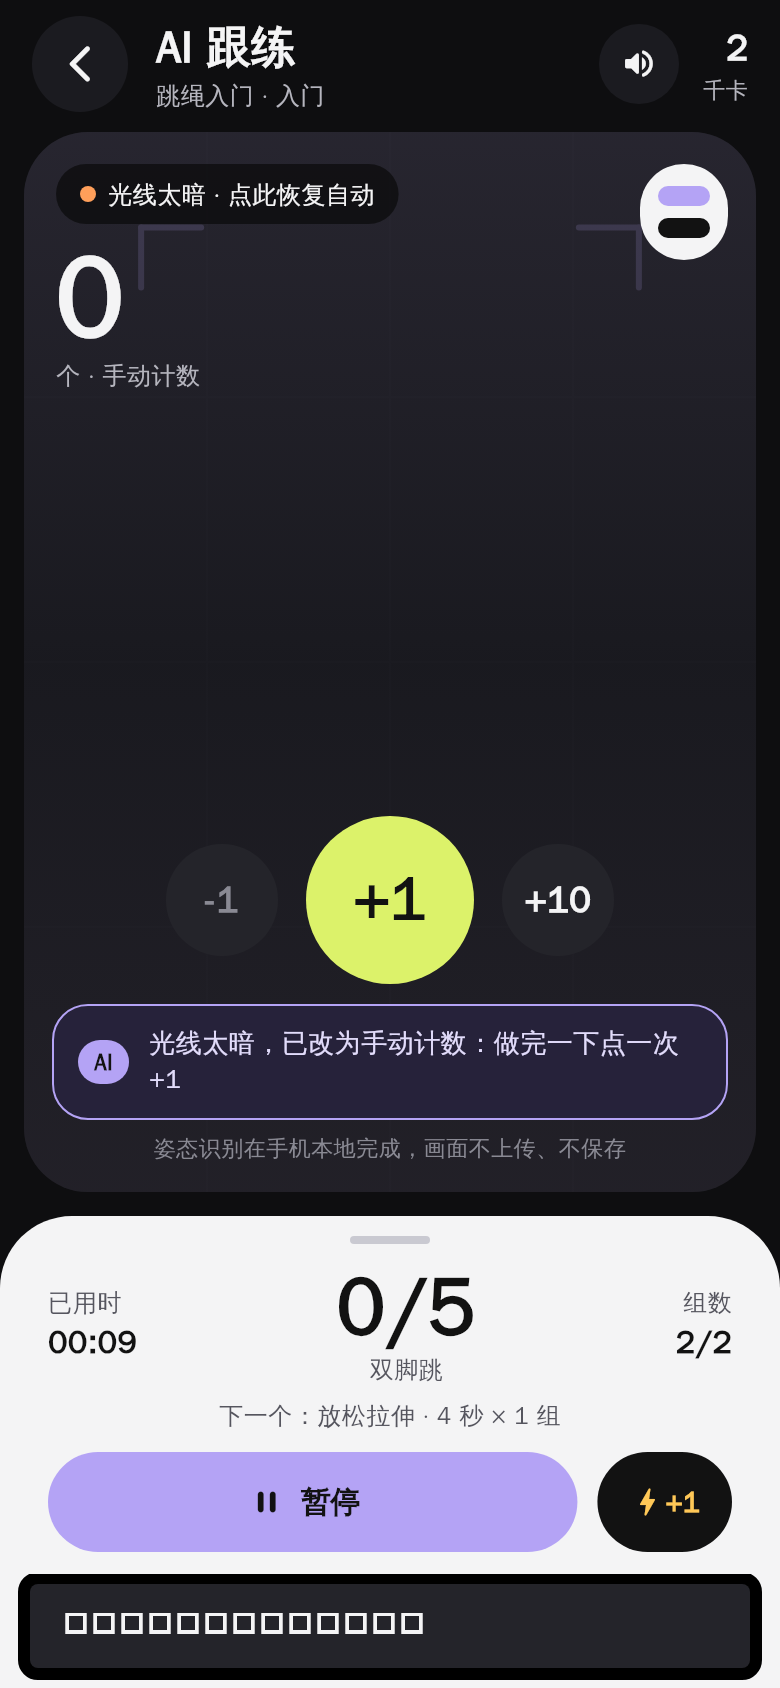 AI 跟练
跳绳入门 · 入门
2
千卡
光线太暗 · 点此恢复自动
0
个 · 手动计数
-1
+1
+10
AI
光线太暗，已改为手动计数：做完一下点一次
+1
姿态识别在手机本地完成，画面不上传、不保存
已用时
00:09
0/5
双脚跳
组数
2/2
下一个：放松拉伸 · 4 秒 × 1 组
暂停
+1